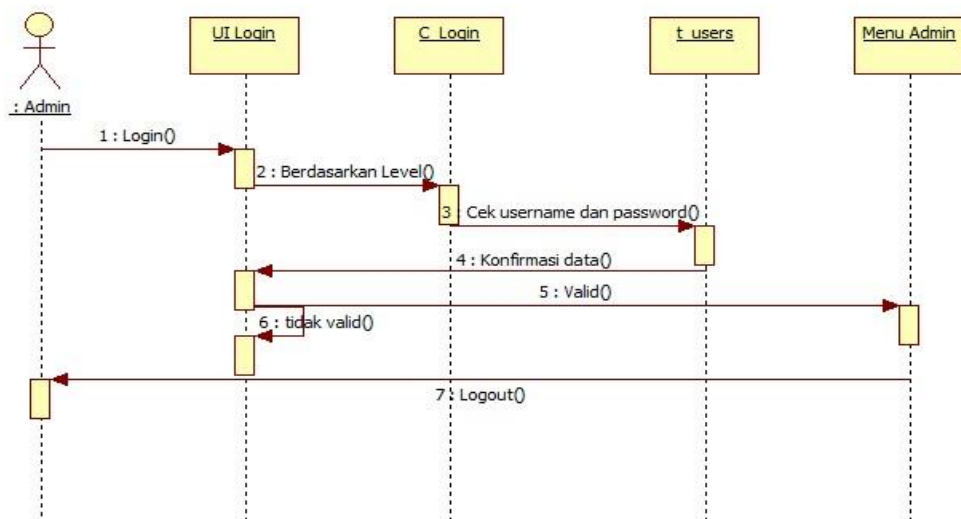 UI Login
C_Login
t_users
Menu Admin
: Admin
1 : Login()
2 : Berdasarkan Level()
3 : Cek username dan password()
4 : Konfirmasi data()
5 : Valid()
6 : tidak valid()
7 : Logout()